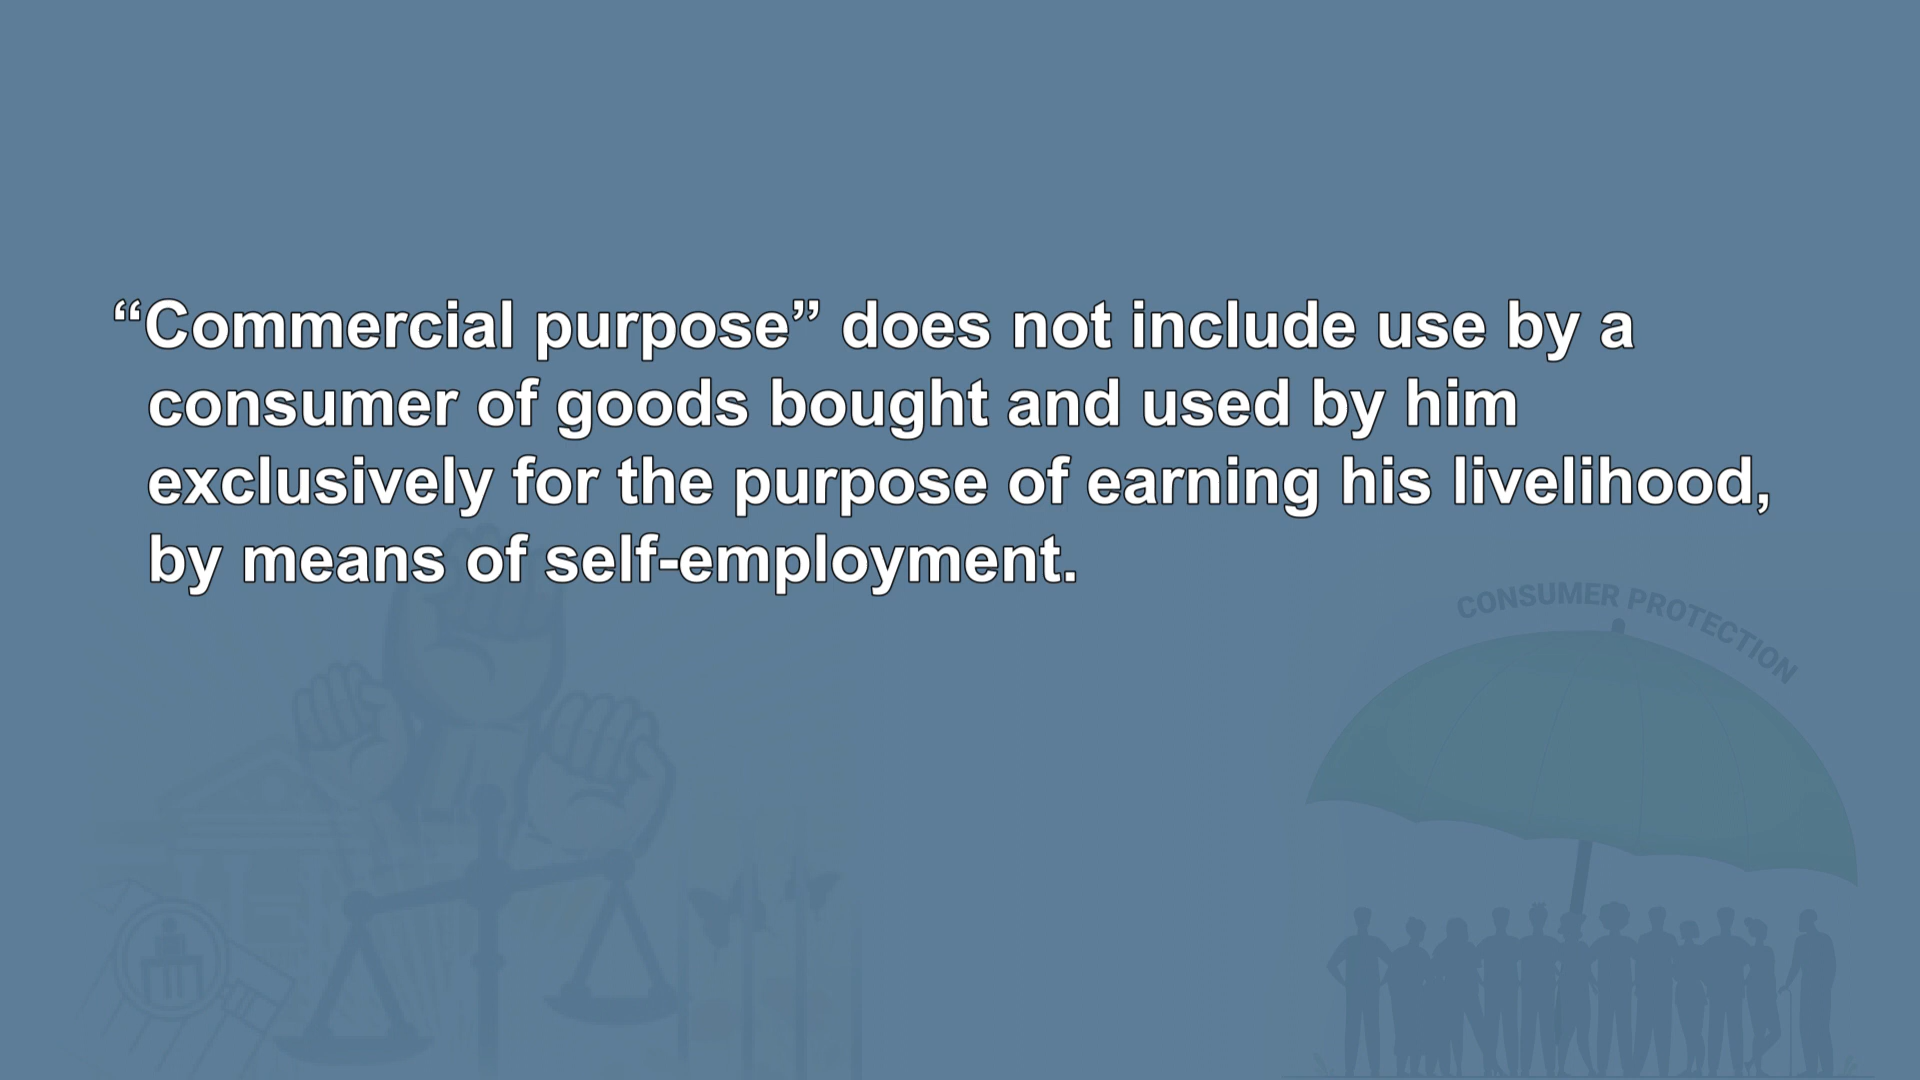 “Commercial purpose” does not include use by a
consumer of goods bought and used by him
exclusively for the purpose of earning his livelihood,
by means of self-employment.
CONSUMER PROTECTION